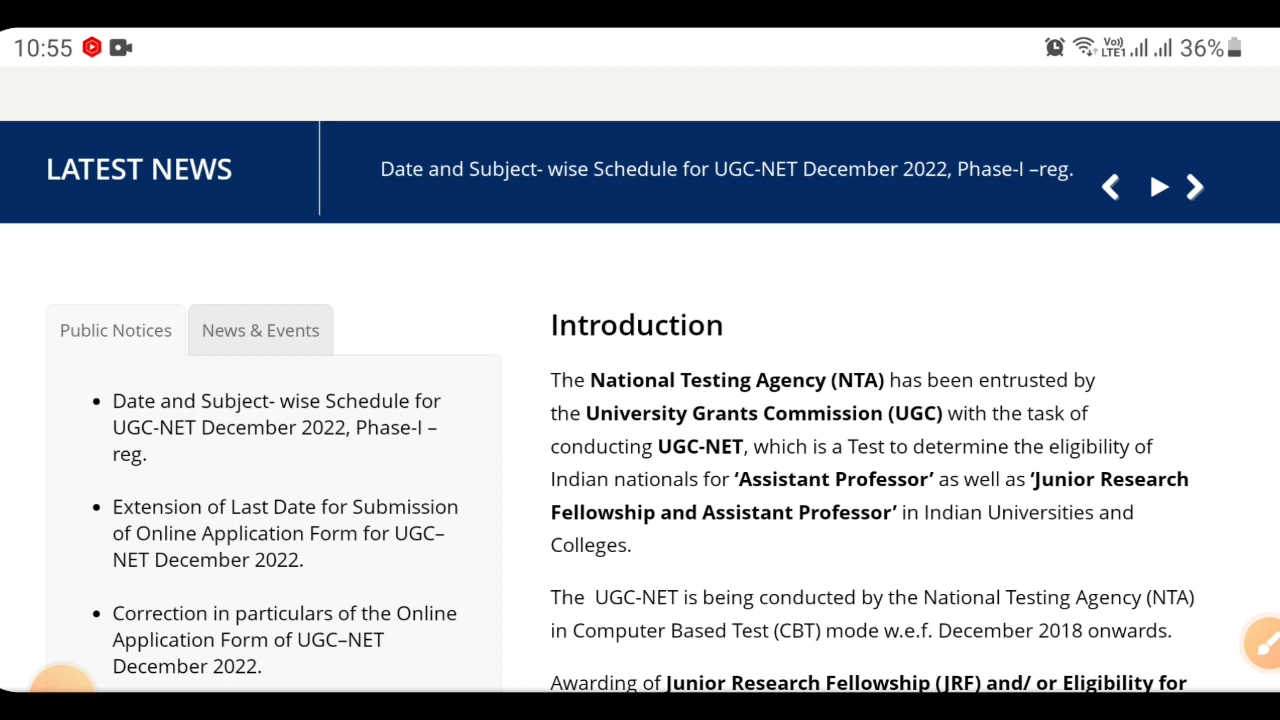 10:55
Vo))
LTE1
36%
LATEST NEWS
Date and Subject- wise Schedule for UGC-NET December 2022, Phase-I –reg.
Public Notices
News & Events
Date and Subject- wise Schedule for
UGC-NET December 2022, Phase-I –
reg.
Extension of Last Date for Submission
of Online Application Form for UGC–
NET December 2022.
Correction in particulars of the Online
Application Form of UGC–NET
December 2022.
Introduction
The National Testing Agency (NTA) has been entrusted by
the University Grants Commission (UGC) with the task of
conducting UGC-NET, which is a Test to determine the eligibility of
Indian nationals for ‘Assistant Professor’ as well as ‘Junior Research
Fellowship and Assistant Professor’ in Indian Universities and
Colleges.
The  UGC-NET is being conducted by the National Testing Agency (NTA)
in Computer Based Test (CBT) mode w.e.f. December 2018 onwards.
Awarding of Junior Research Fellowship (JRF) and/ or Eligibility for